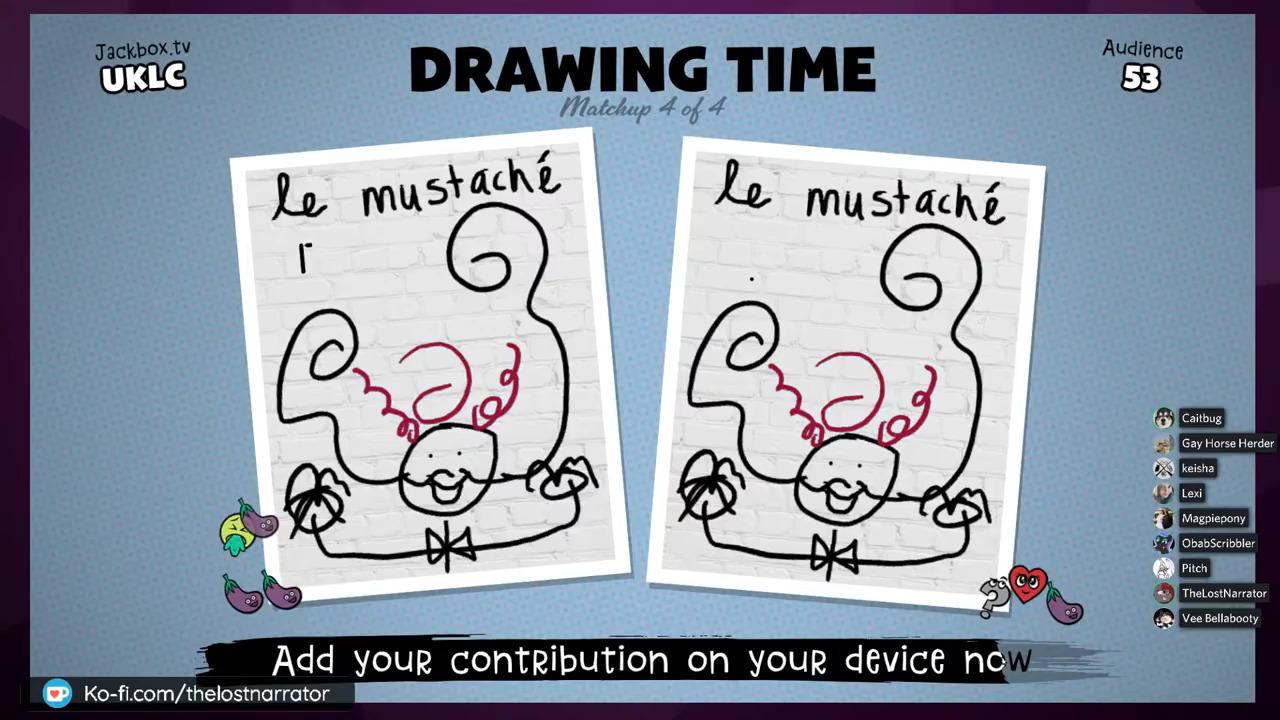 Jackbox.tv
UKLC
DRAWING TIME
Matchup 4 of 4
Audience
53
le mustaché
le mustaché
Caitbug
Gay Horse Herder
keisha
Lexi
Magpiepony
ObabScribbler
Pitch
TheLostNarrator
Vee Bellabooty
Add your contribution on your device now
Ko-fi.com/thelostnarrator